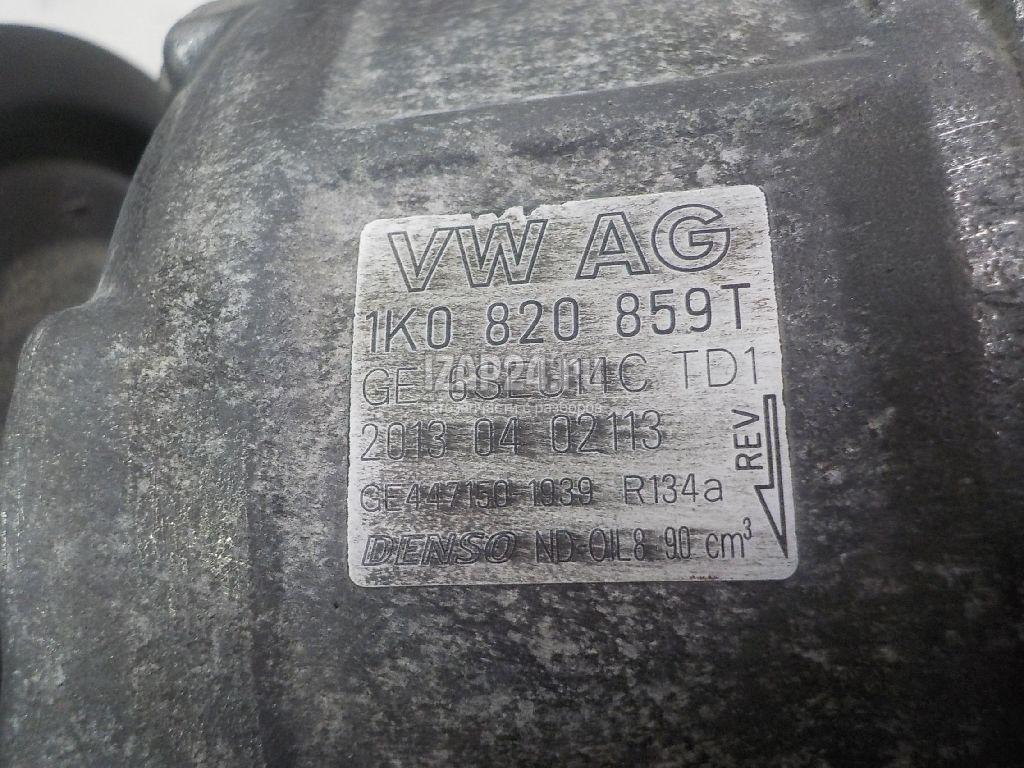 VW AG
1K0 820 859T
GE 6SEU14C TD1
2013 04 02113
REV
GE447150-1939 R134a
DENSO ND-OIL8 90 cm³